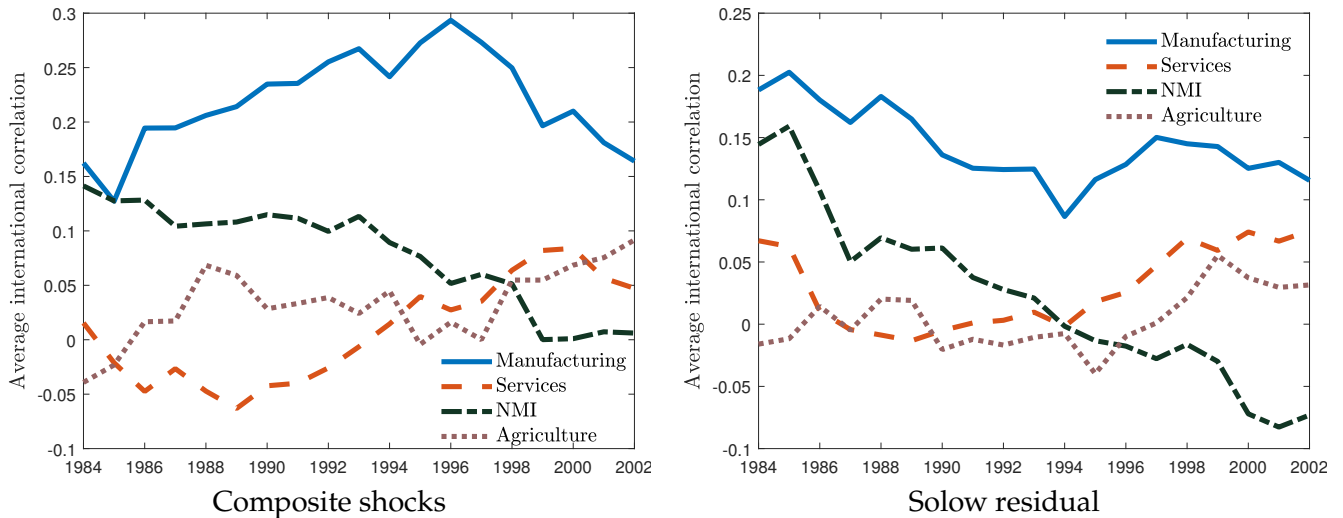 Average international correlation
0.3
0.25
0.2
0.15
0.1
0.05
0
-0.05
-0.1
1984 1986 1988 1990 1992 1994 1996 1998 2000 2002
Manufacturing
Services
NMI
Agriculture
Composite shocks
Average international correlation
0.25
0.2
0.15
0.1
0.05
0
-0.05
-0.1
1984 1986 1988 1990 1992 1994 1996 1998 2000 2002
Manufacturing
Services
NMI
Agriculture
Solow residual